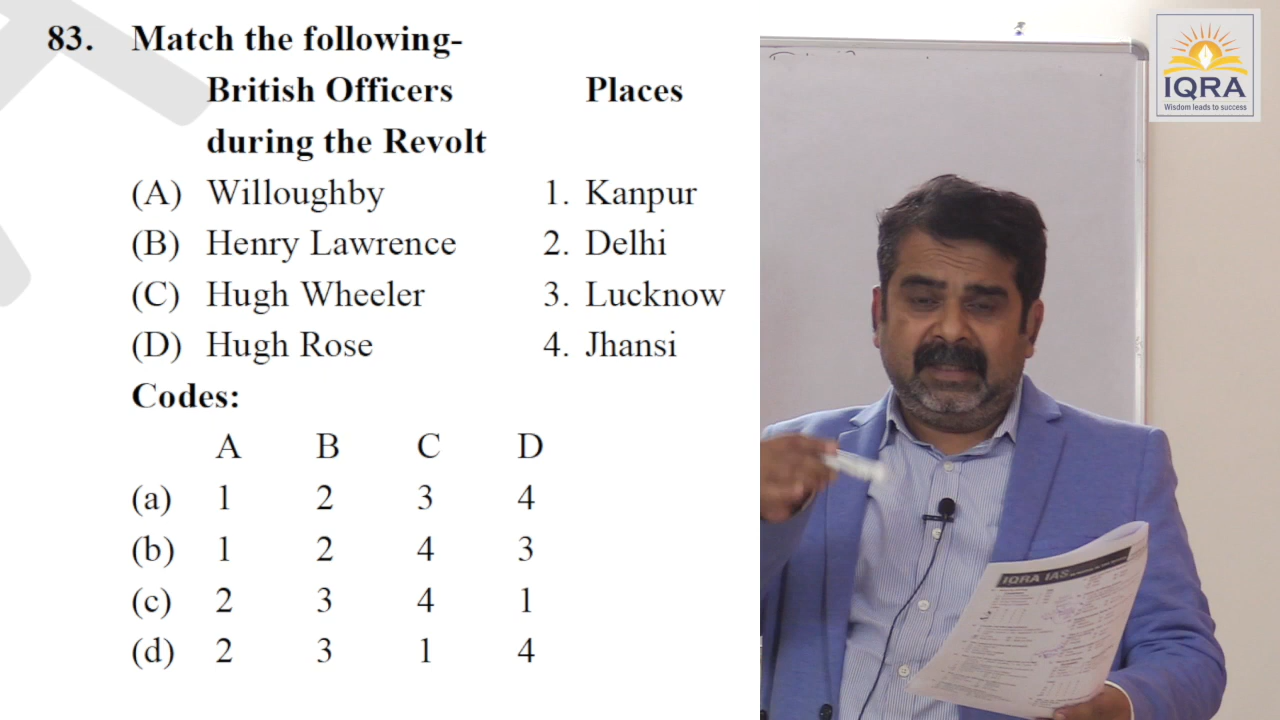 83. Match the following-
British Officers Places
during the Revolt
(A) Willoughby 1. Kanpur
(B) Henry Lawrence 2. Delhi
(C) Hugh Wheeler 3. Lucknow
(D) Hugh Rose 4. Jhansi
Codes:
A B C D
(a) 1 2 3 4
(b) 1 2 4 3
(c) 2 3 4 1
(d) 2 3 1 4
IQRA
Wisdom leads to success
IQRA IAS